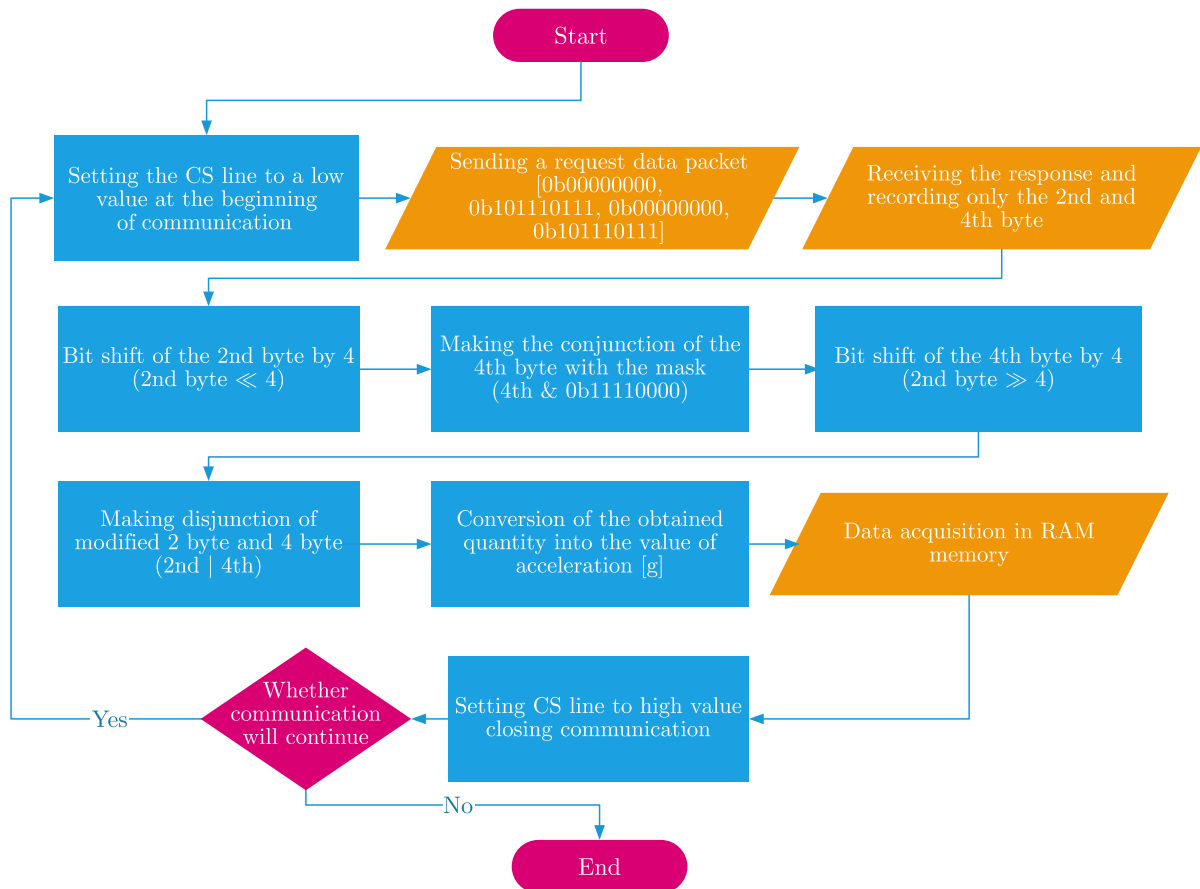 Start
Setting the CS line to a low
value at the beginning
of communication
Sending a request data packet
[0b00000000,
0b101110111, 0b00000000,
0b101110111]
Receiving the response and
recording only the 2nd and
4th byte
Bit shift of the 2nd byte by 4
(2nd byte ≪ 4)
Making the conjunction of the
4th byte with the mask
(4th & 0b11110000)
Bit shift of the 4th byte by 4
(2nd byte ≫ 4)
Making disjunction of
modified 2 byte and 4 byte
(2nd | 4th)
Conversion of the obtained
quantity into the value of
acceleration [g]
Data acquisition in RAM
memory
Setting CS line to high value
closing communication
Whether
communication
will continue
Yes
No
End